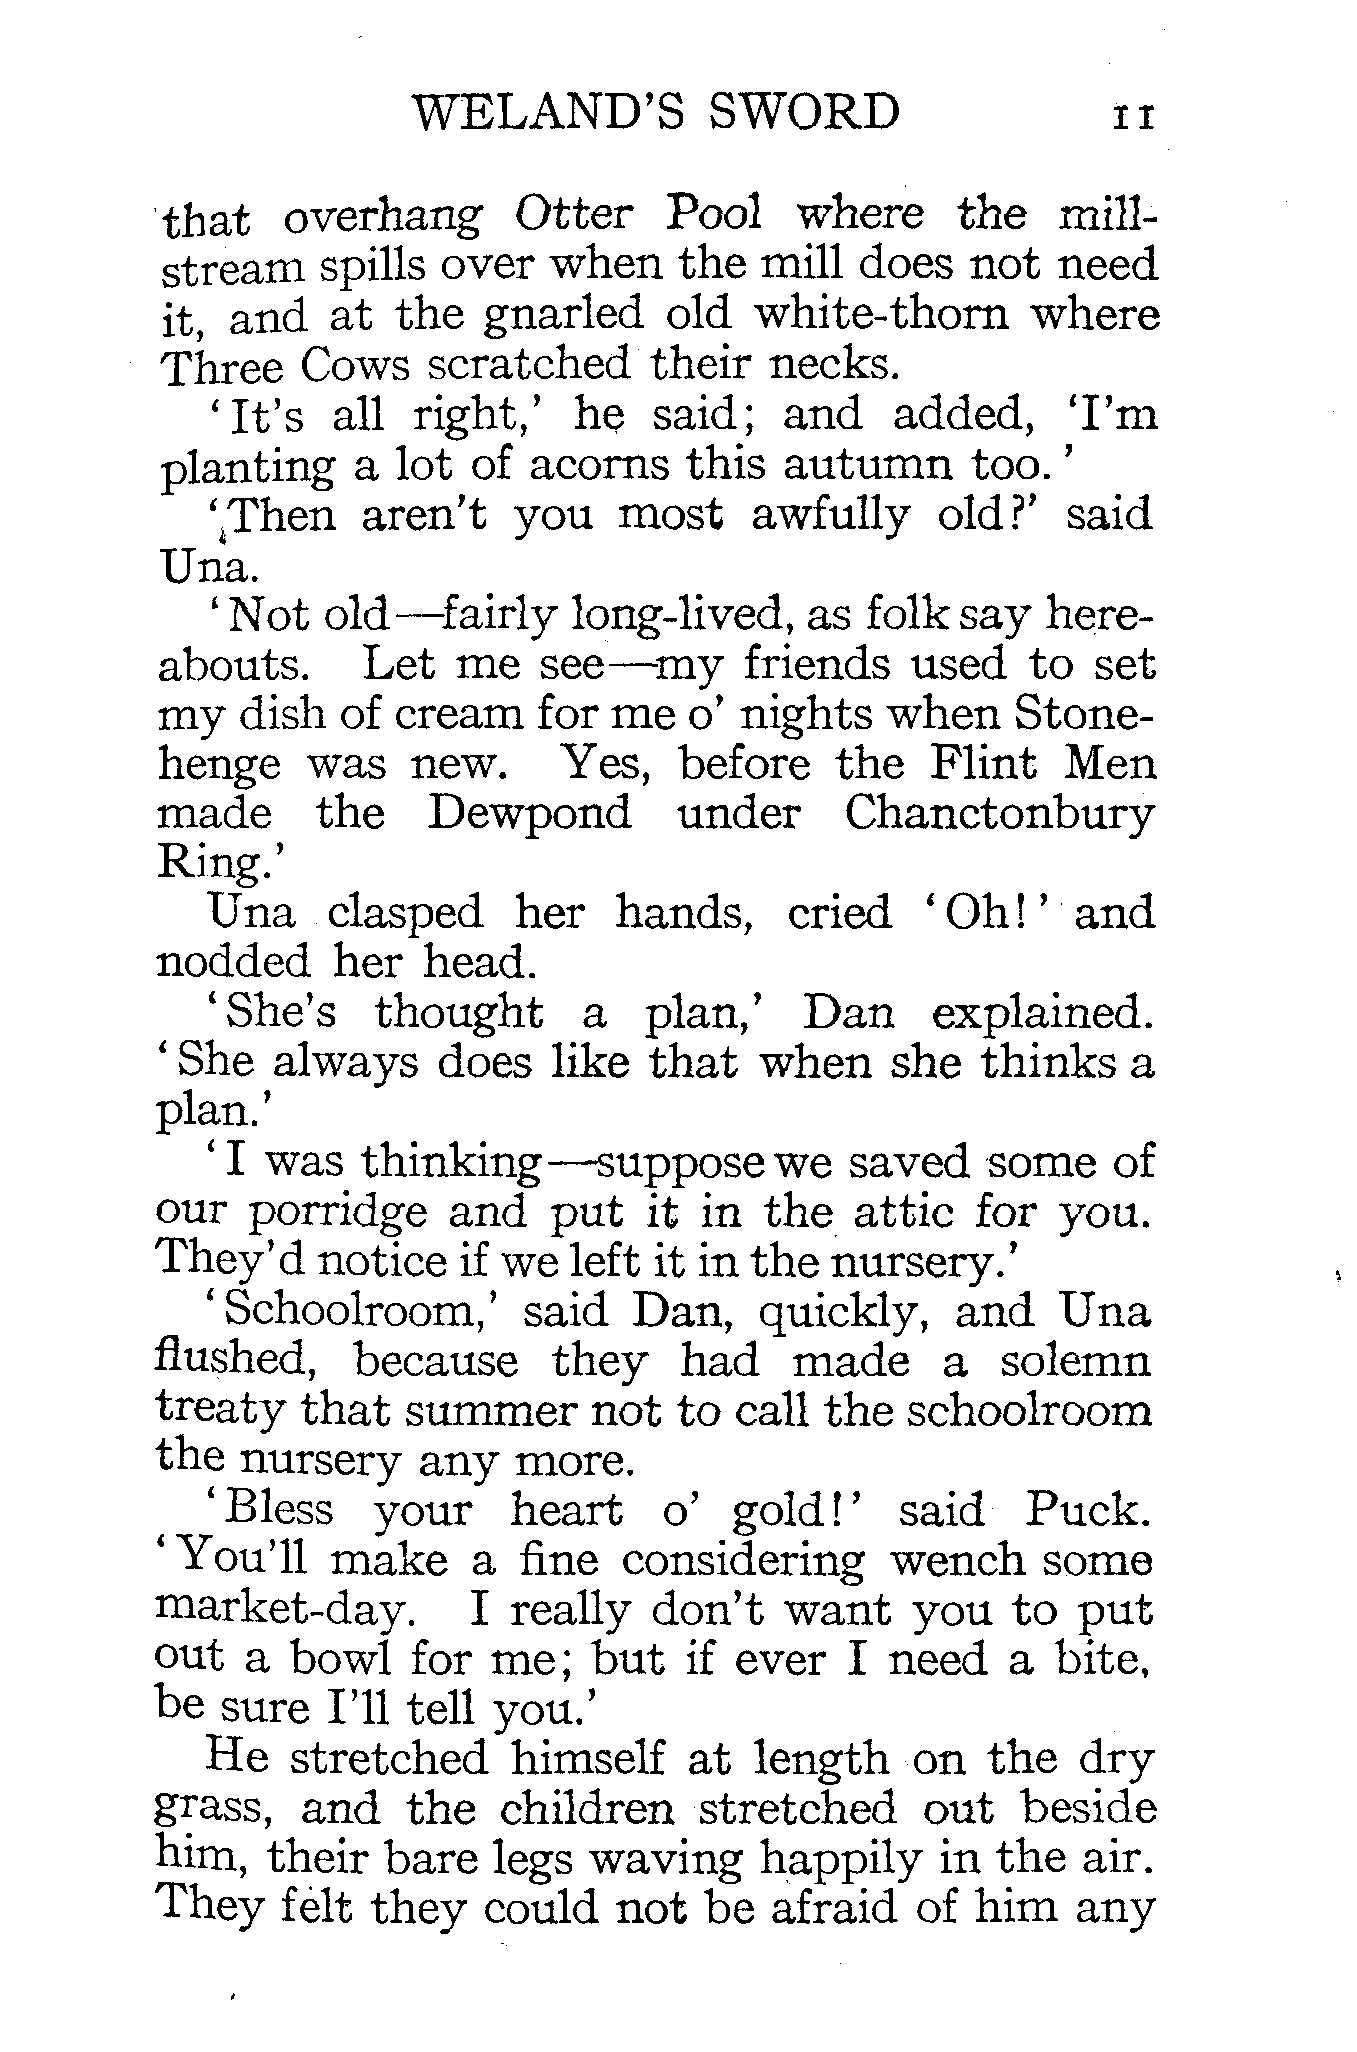 WELAND'S SWORD 11
that overhang Otter Pool where the mill-
stream spills over when the mill does not need
it, and at the gnarled old white-thorn where
Three Cows scratched their necks.
'It's all right,' he said; and added, 'I'm
planting a lot of acorns this autumn too.'
'Then aren't you most awfully old?' said
Una.
'Not old—fairly long-lived, as folk say here-
abouts. Let me see—my friends used to set
my dish of cream for me o' nights when Stone-
henge was new. Yes, before the Flint Men
made the Dewpond under Chanctonbury
Ring.'
Una clasped her hands, cried 'Oh!' and
nodded her head.
'She's thought a plan,' Dan explained.
'She always does like that when she thinks a
plan.'
'I was thinking—suppose we saved some of
our porridge and put it in the attic for you.
They'd notice if we left it in the nursery.'
'Schoolroom,' said Dan, quickly, and Una
flushed, because they had made a solemn
treaty that summer not to call the schoolroom
the nursery any more.
'Bless your heart o' gold!' said Puck.
'You'll make a fine considering wench some
market-day. I really don't want you to put
out a bowl for me; but if ever I need a bite,
be sure I'll tell you.'
He stretched himself at length on the dry
grass, and the children stretched out beside
him, their bare legs waving happily in the air.
They felt they could not be afraid of him any